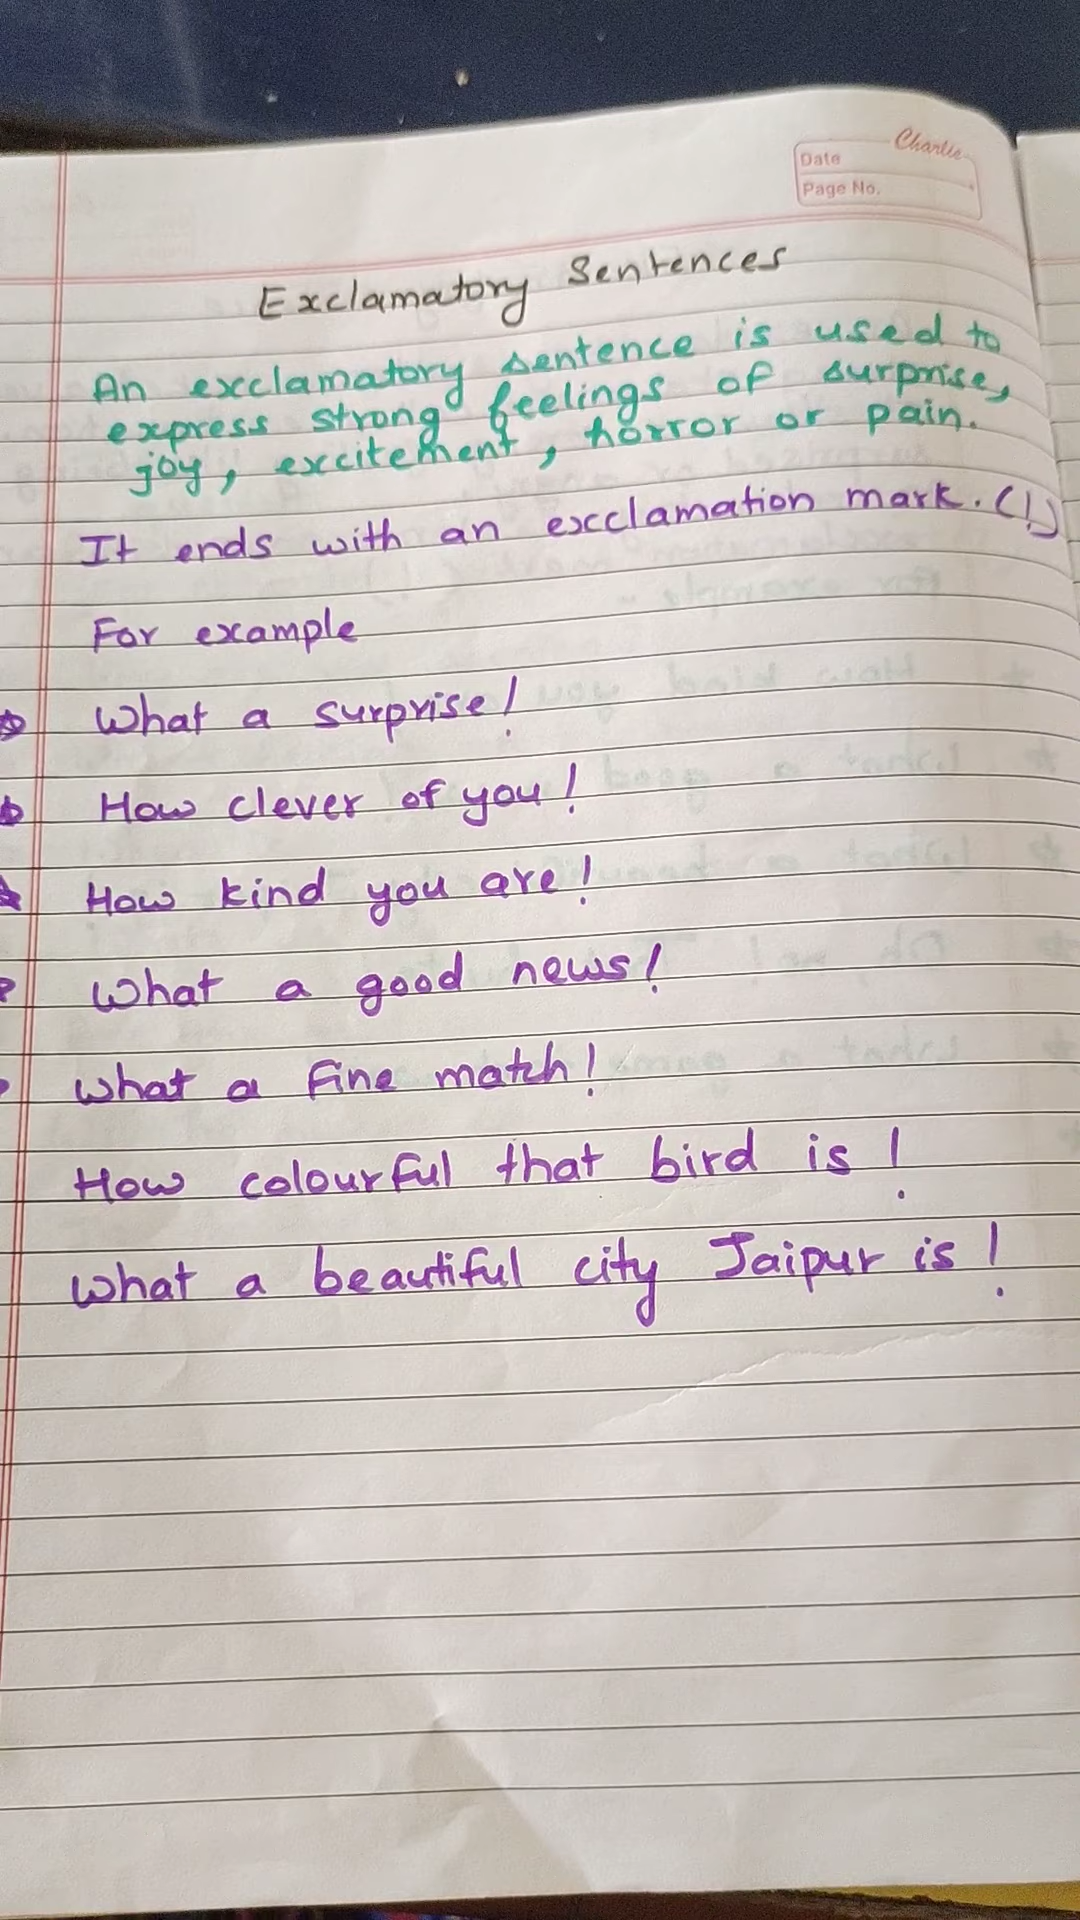 Charlie
Date
Page No.
Exclamatory Sentences
An exclamatory sentence is used to
express strong feelings of surprise,
joy, excitement, horror or pain.
It ends with an exclamation mark. (!)
For example
What a surprise!
How clever of you!
How kind you are!
What a good news!
What a fine match!
How colourful that bird is!
What a beautiful city Jaipur is!